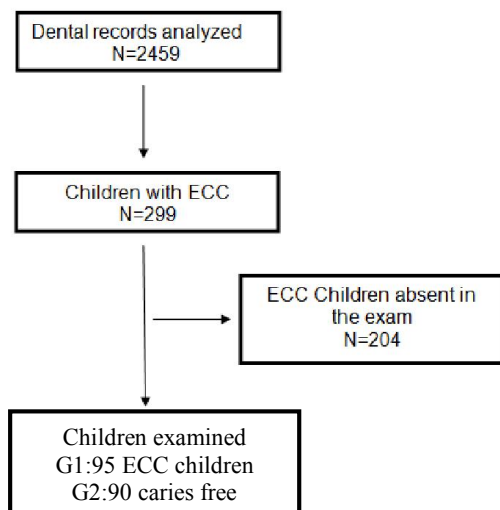 Dental records analyzed
N=2459
Children with ECC
N=299
ECC Children absent in
the exam
N=204
Children examined
G1:95 ECC children
G2:90 caries free